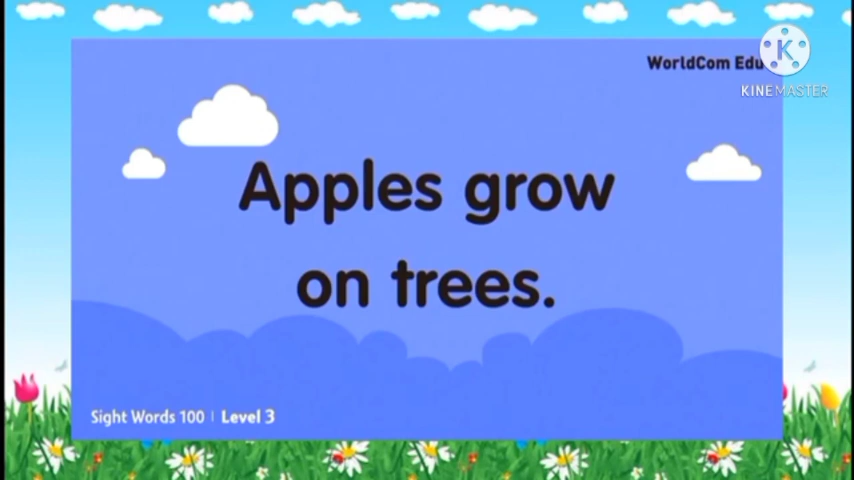 WorldCom Edu
KINEMASTER
Apples grow
on trees.
Sight Words 100 | Level 3